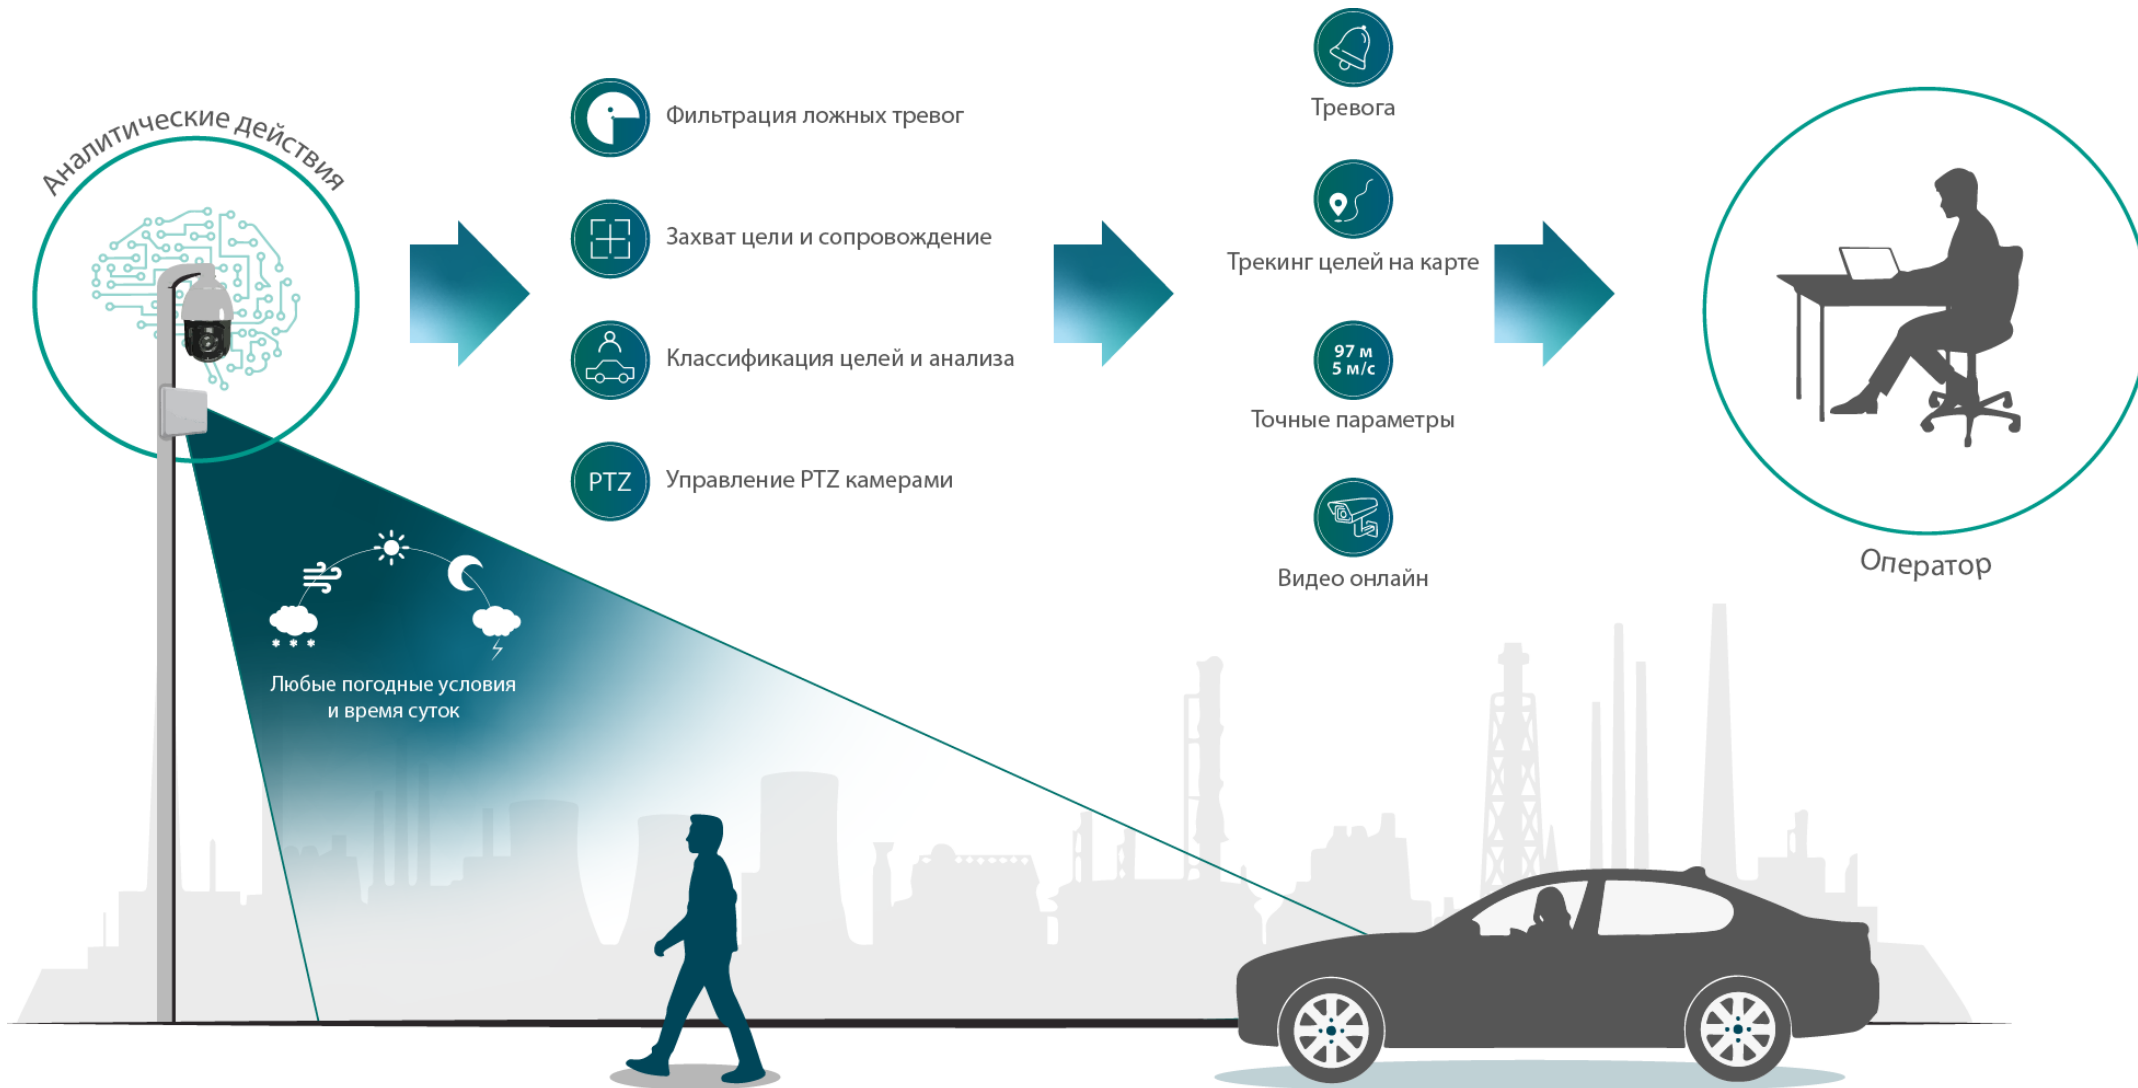 Аналитические действия
Фильтрация ложных тревог
Захват цели и сопровождение
Классификация целей и анализа
PTZ
Управление PTZ камерами
Тревога
Трекинг целей на карте
97 м
5 м/с
Точные параметры
Видео онлайн
Оператор
Любые погодные условия
и время суток